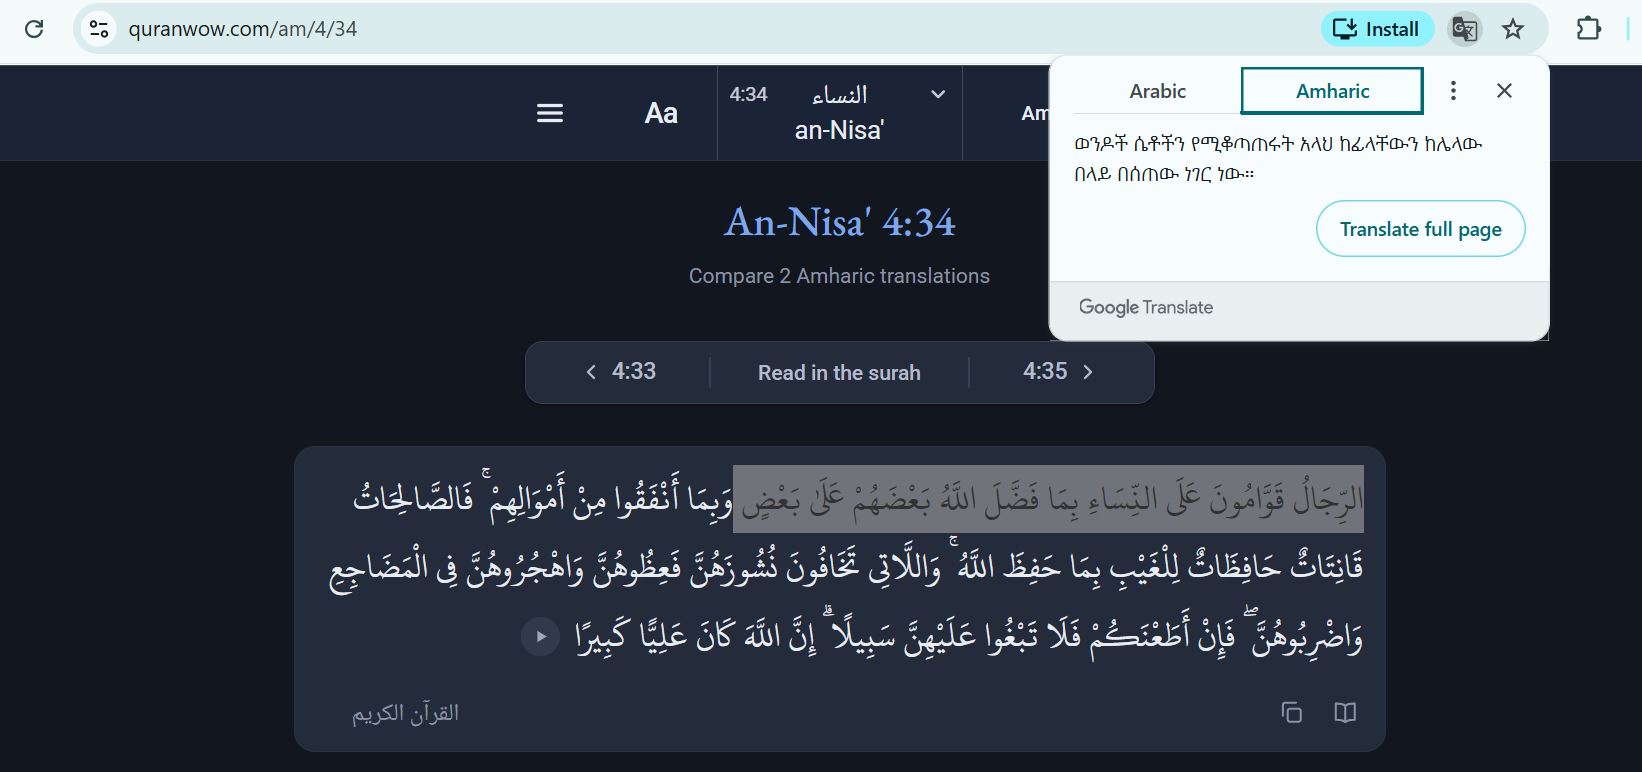 quranwow.com/am/4/34
Install
Aa
4:34
النساء
an-Nisa'
Am
Arabic
Amharic
ወንዶች ሴቶችን የሚቆጣጠሩት አላህ ከፊላቸውን ከሌላው
በላይ በሰጠው ነገር ነው።
Translate full page
Google Translate
An-Nisa' 4:34
Compare 2 Amharic translations
4:33
Read in the surah
4:35
الرِّجَالُ قَوَّامُونَ عَلَى النِّسَاءِ بِمَا فَضَّلَ اللَّهُ بَعْضَهُمْ عَلَىٰ بَعْضٍ وَبِمَا أَنْفَقُوا مِنْ أَمْوَالِهِمْ ۚ فَالصَّالِحَاتُ
قَانِتَاتٌ حَافِظَاتٌ لِلْغَيْبِ بِمَا حَفِظَ اللَّهُ ۚ وَاللَّاتِي تَخَافُونَ نُشُوزَهُنَّ فَعِظُوهُنَّ وَاهْجُرُوهُنَّ فِي الْمَضَاجِعِ
وَاضْرِبُوهُنَّ ۖ فَإِنْ أَطَعْنَكُمْ فَلَا تَبْغُوا عَلَيْهِنَّ سَبِيلًا ۗ إِنَّ اللَّهَ كَانَ عَلِيًّا كَبِيرًا
القرآن الكريم